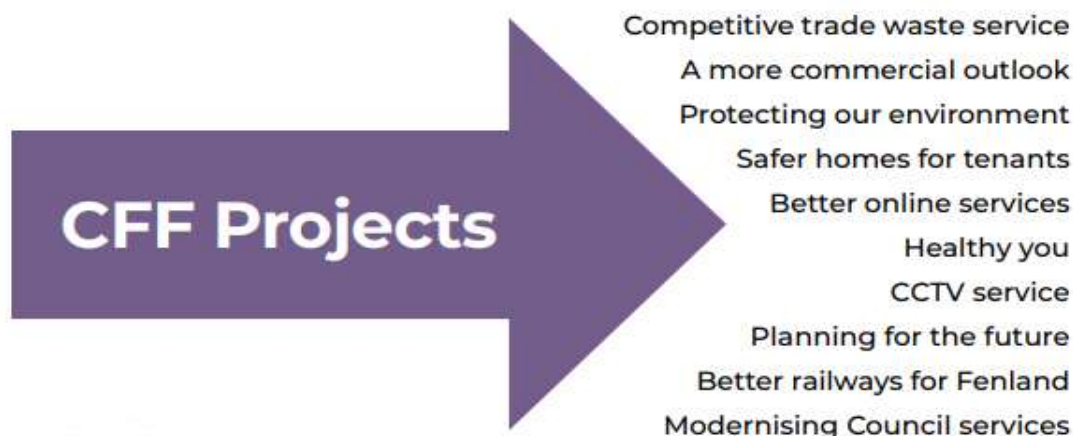 CFF Projects
Competitive trade waste service
A more commercial outlook
Protecting our environment
Safer homes for tenants
Better online services
Healthy you
CCTV service
Planning for the future
Better railways for Fenland
Modernising Council services